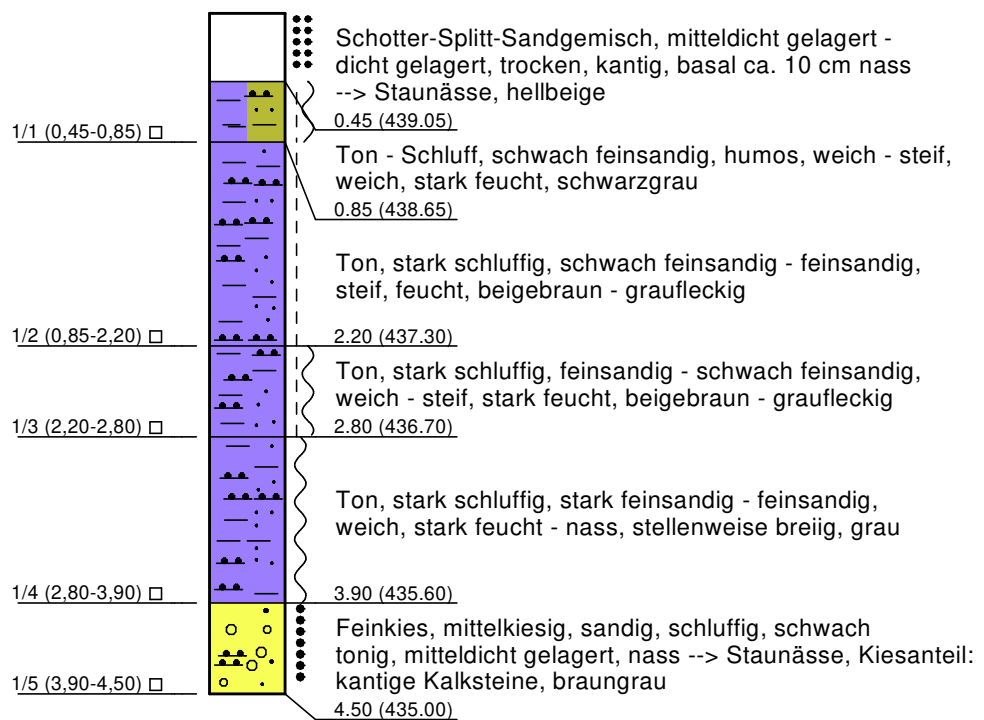 Schotter-Splitt-Sandgemisch, mitteldicht gelagert -
dicht gelagert, trocken, kantig, basal ca. 10 cm nass
--> Staunässe, hellbeige
0.45 (439.05)
1/1 (0,45-0,85)
Ton - Schluff, schwach feinsandig, humos, weich - steif,
weich, stark feucht, schwarzgrau
0.85 (438.65)
Ton, stark schluffig, schwach feinsandig - feinsandig,
steif, feucht, beigebraun - graufleckig
1/2 (0,85-2,20)
2.20 (437.30)
Ton, stark schluffig, feinsandig - schwach feinsandig,
weich - steif, stark feucht, beigebraun - graufleckig
1/3 (2,20-2,80)
2.80 (436.70)
Ton, stark schluffig, stark feinsandig - feinsandig,
weich, stark feucht - nass, stellenweise breiig, grau
1/4 (2,80-3,90)
3.90 (435.60)
Feinkies, mittelkiesig, sandig, schluffig, schwach
tonig, mitteldicht gelagert, nass --> Staunässe, Kiesanteil:
kantige Kalksteine, braungrau
1/5 (3,90-4,50)
4.50 (435.00)